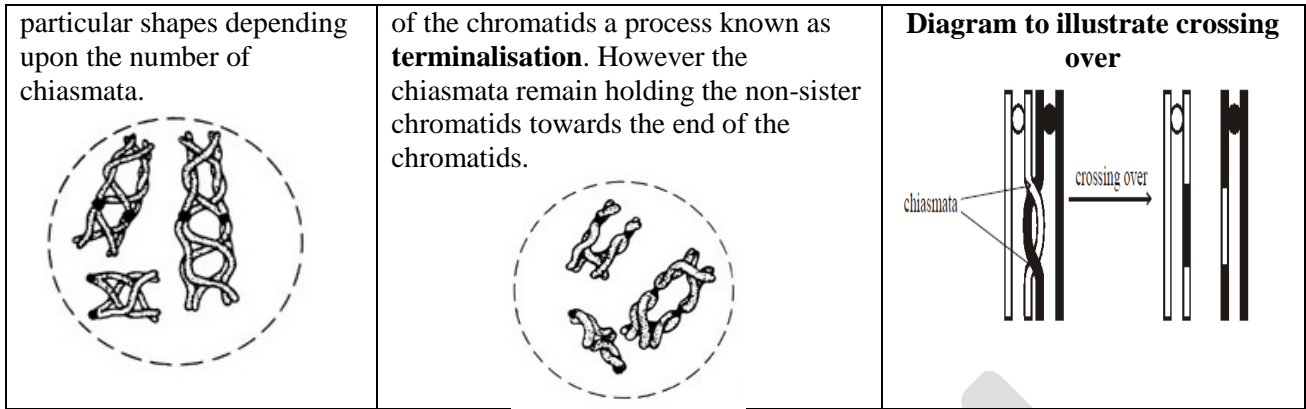 particular shapes depending
upon the number of
chiasmata.
of the chromatids a process known as
terminalisation. However the
chiasmata remain holding the non-sister
chromatids towards the end of the
chromatids.
Diagram to illustrate crossing
over
chiasmata
crossing over